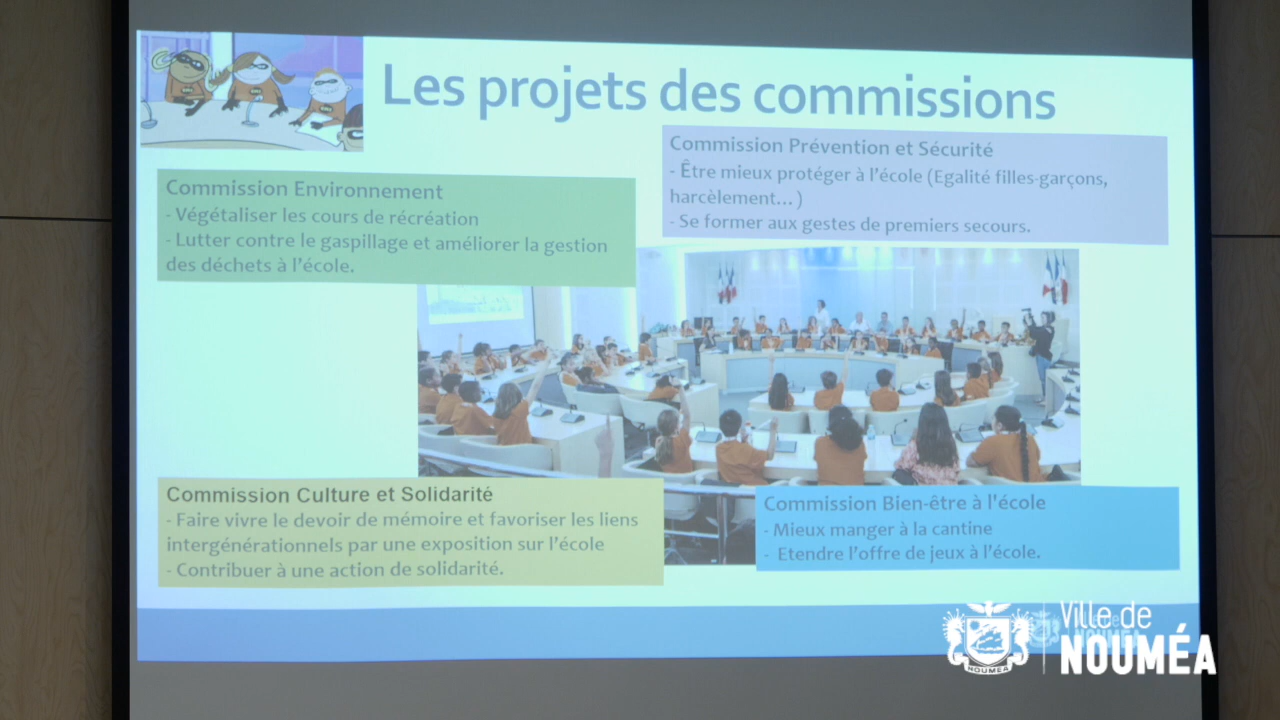 Les projets des commissions
Commission Prévention et Sécurité
- Être mieux protéger à l'école (Egalité filles-garçons,
harcèlement... )
- Se former aux gestes de premiers secours.
Commission Environnement
- Végétaliser les cours de récréation
- Lutter contre le gaspillage et améliorer la gestion
des déchets à l'école.
Commission Culture et Solidarité
- Faire vivre le devoir de mémoire et favoriser les liens
intergénérationnels par une exposition sur l'école
- Contribuer à une action de solidarité.
Commission Bien-être à l'école
- Mieux manger à la cantine
- Etendre l'offre de jeux à l'école.
Ville de
NOUMÉA
NOUMEA